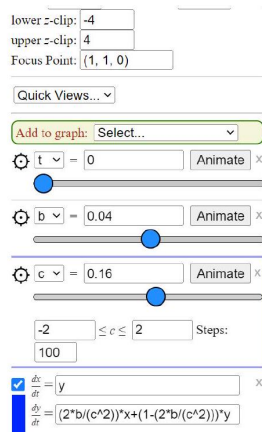 lower z-clip: -4
upper z-clip: 4
Focus Point: (1, 1, 0)
Quick Views...
Add to graph: Select...
t = 0 Animate x
b = 0.04 Animate x
c = 0.16 Animate x
-2 ≤ c ≤ 2 Steps:
100
dx/dt = y x
dy/dt = (2*b/(c^2))*x+(1-(2*b/(c^2)))*y